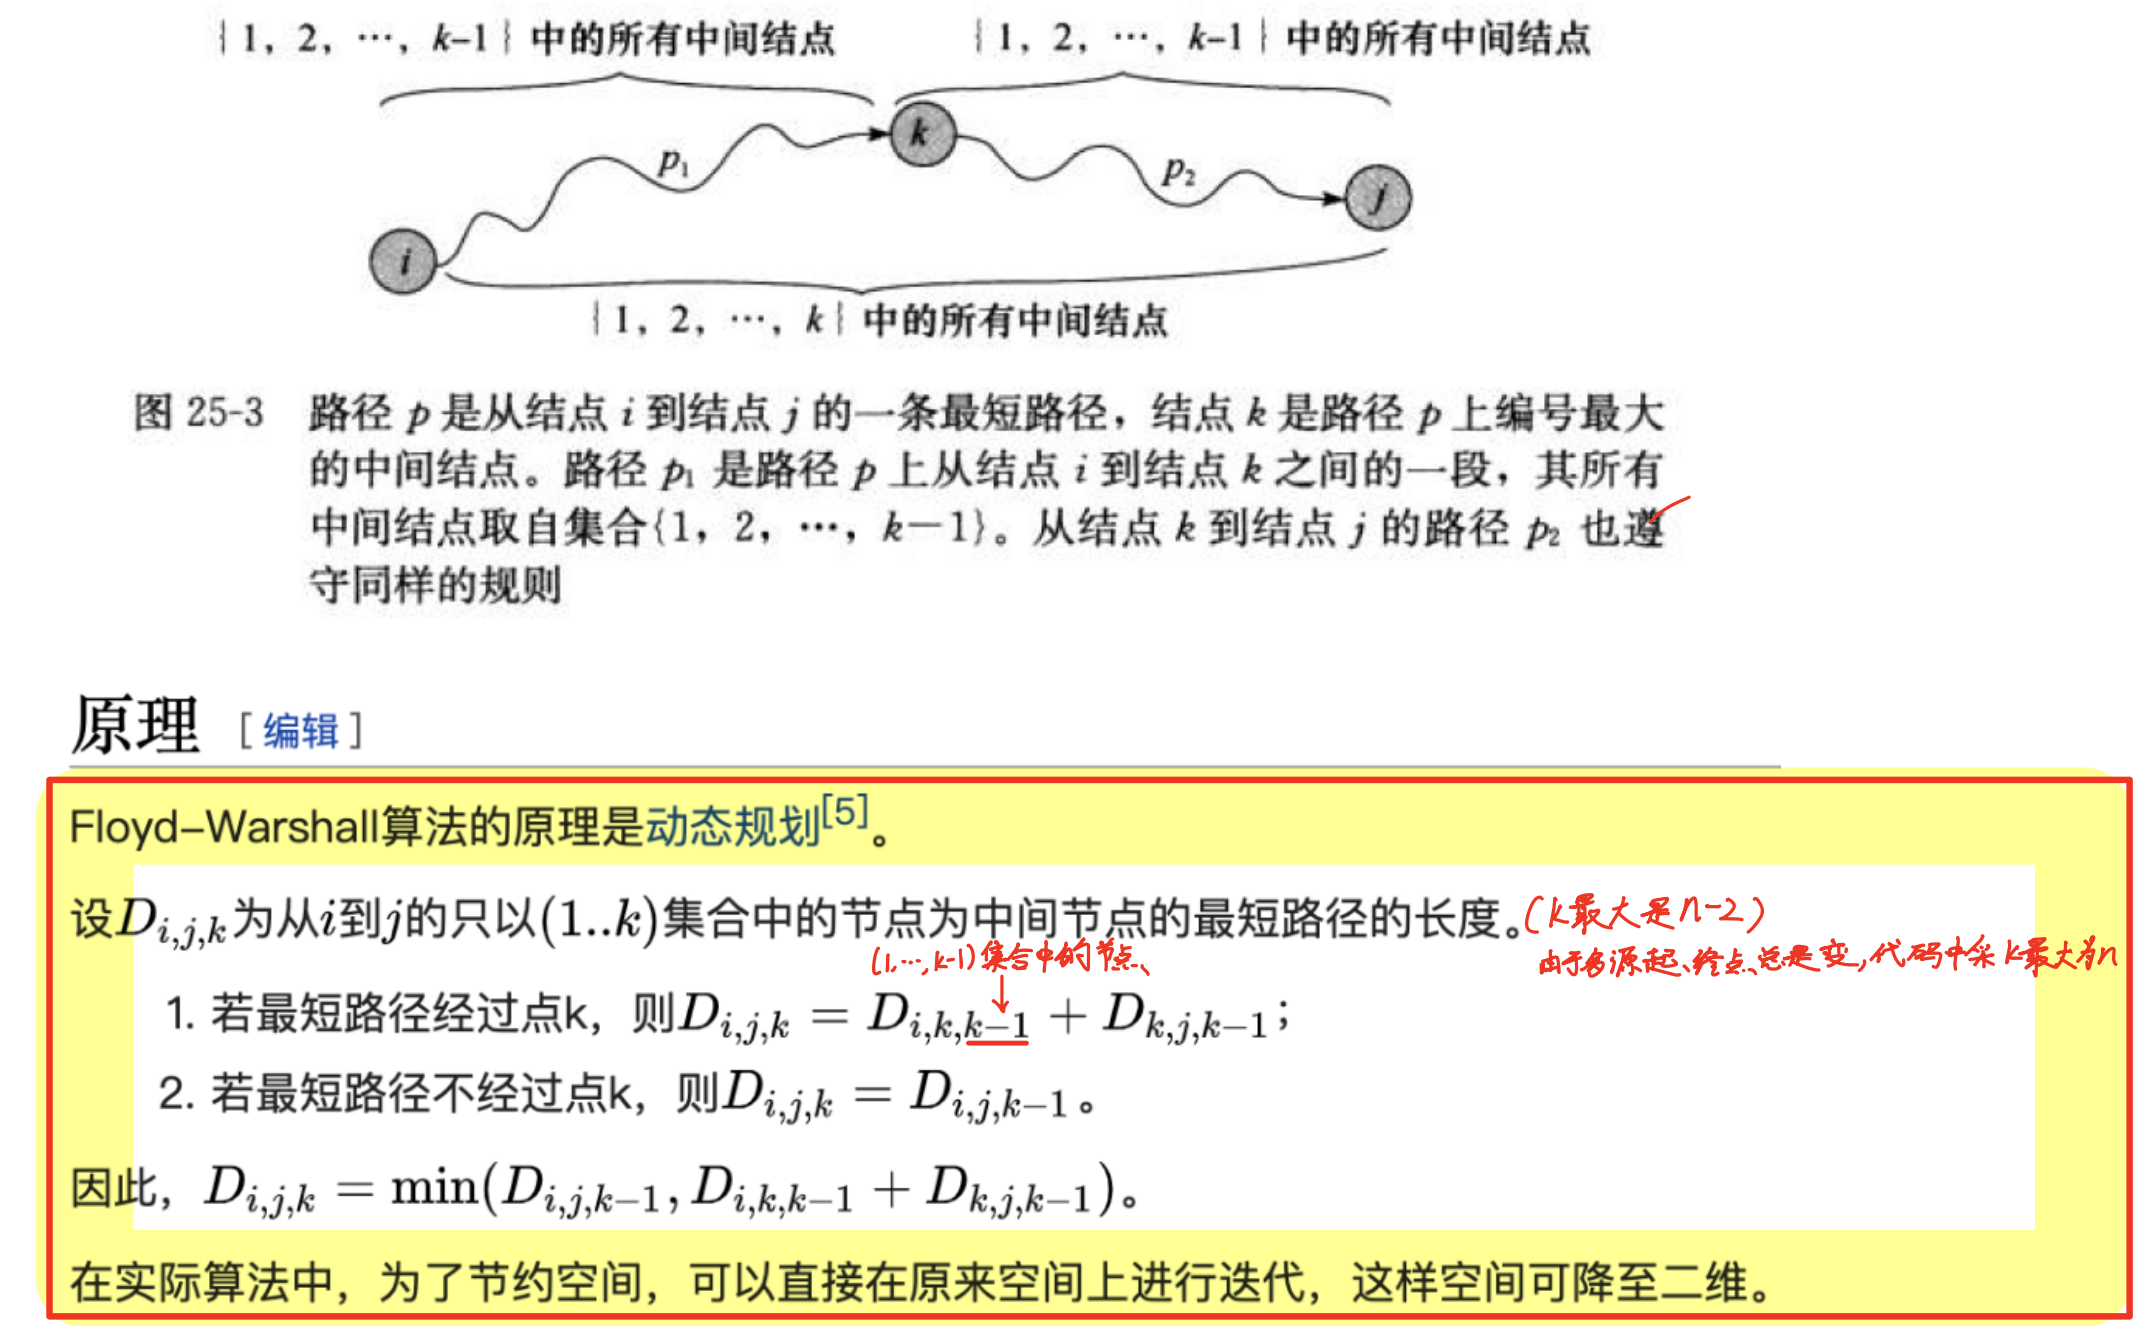 {1, 2, …, k-1} 中的所有中间结点
{1, 2, …, k-1} 中的所有中间结点
k
p₁
p₂
j
i
{1, 2, …, k} 中的所有中间结点
图 25-3 路径 p 是从结点 i 到结点 j 的一条最短路径，结点 k 是路径 p 上编号最大
的中间结点。路径 p₁ 是路径 p 上从结点 i 到结点 k 之间的一段，其所有
中间结点取自集合{1，2，…，k－1}。从结点 k 到结点 j 的路径 p₂ 也遵
守同样的规则
原理 [编辑]
Floyd–Warshall算法的原理是动态规划[5]。
设D_{i,j,k}为从i到j的只以(1..k)集合中的节点为中间节点的最短路径的长度。(k最大是n-2)
由于多源起、终点总是变,代码中 k最大为n
(1,…,k-1)集合中的节点
1. 若最短路径经过点k，则D_{i,j,k} = D_{i,k,k−1} + D_{k,j,k−1}；
2. 若最短路径不经过点k，则D_{i,j,k} = D_{i,j,k−1}。
因此，D_{i,j,k} = min(D_{i,j,k−1}, D_{i,k,k−1} + D_{k,j,k−1})。
在实际算法中，为了节约空间，可以直接在原来空间上进行迭代，这样空间可降至二维。